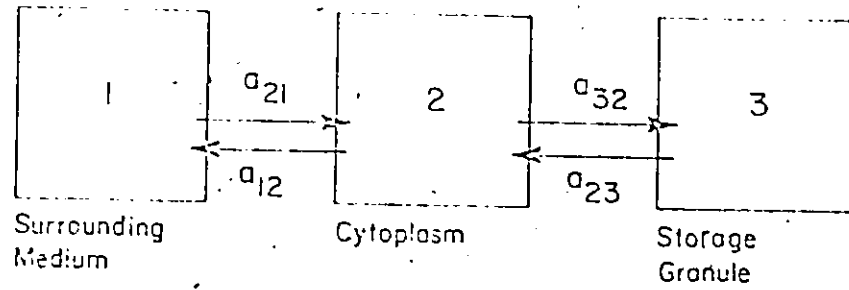 1
a21
a12
2
a32
a23
3
Surrounding
Medium
Cytoplasm
Storage
Granule